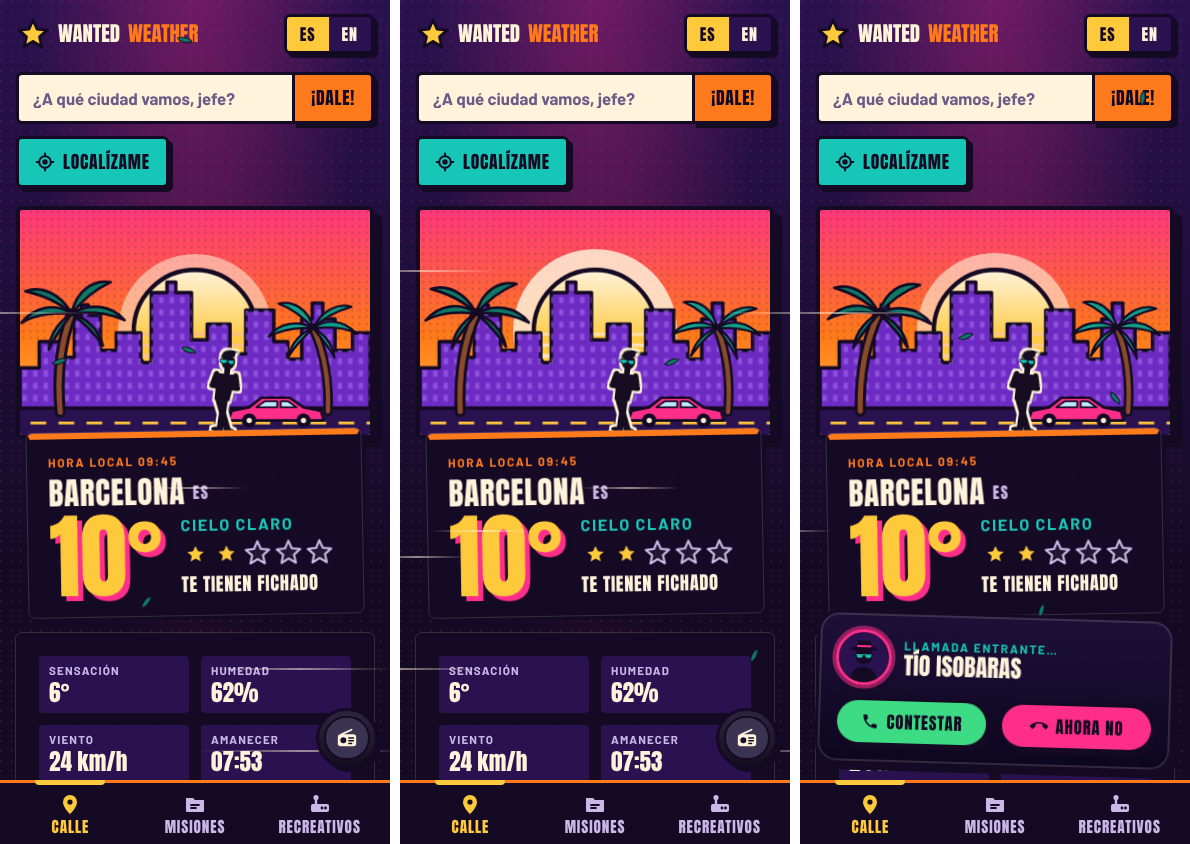 WANTED WEATHER
ES EN
¿A qué ciudad vamos, jefe? ¡DALE!
LOCALÍZAME
HORA LOCAL 09:45
BARCELONA ES
10°
CIELO CLARO
TE TIENEN FICHADO
SENSACIÓN
6°
HUMEDAD
62%
VIENTO
24 km/h
AMANECER
07:53
CALLE
MISIONES
RECREATIVOS
WANTED WEATHER
ES EN
¿A qué ciudad vamos, jefe? ¡DALE!
LOCALÍZAME
HORA LOCAL 09:45
BARCELONA ES
10°
CIELO CLARO
TE TIENEN FICHADO
SENSACIÓN
6°
HUMEDAD
62%
VIENTO
24 km/h
AMANECER
07:53
CALLE
MISIONES
RECREATIVOS
WANTED WEATHER
ES EN
¿A qué ciudad vamos, jefe? ¡DALE!
LOCALÍZAME
HORA LOCAL 09:45
BARCELONA ES
10°
CIELO CLARO
TE TIENEN FICHADO
LLAMADA ENTRANTE...
TÍO ISOBARAS
CONTESTAR
AHORA NO
CALLE
MISIONES
RECREATIVOS